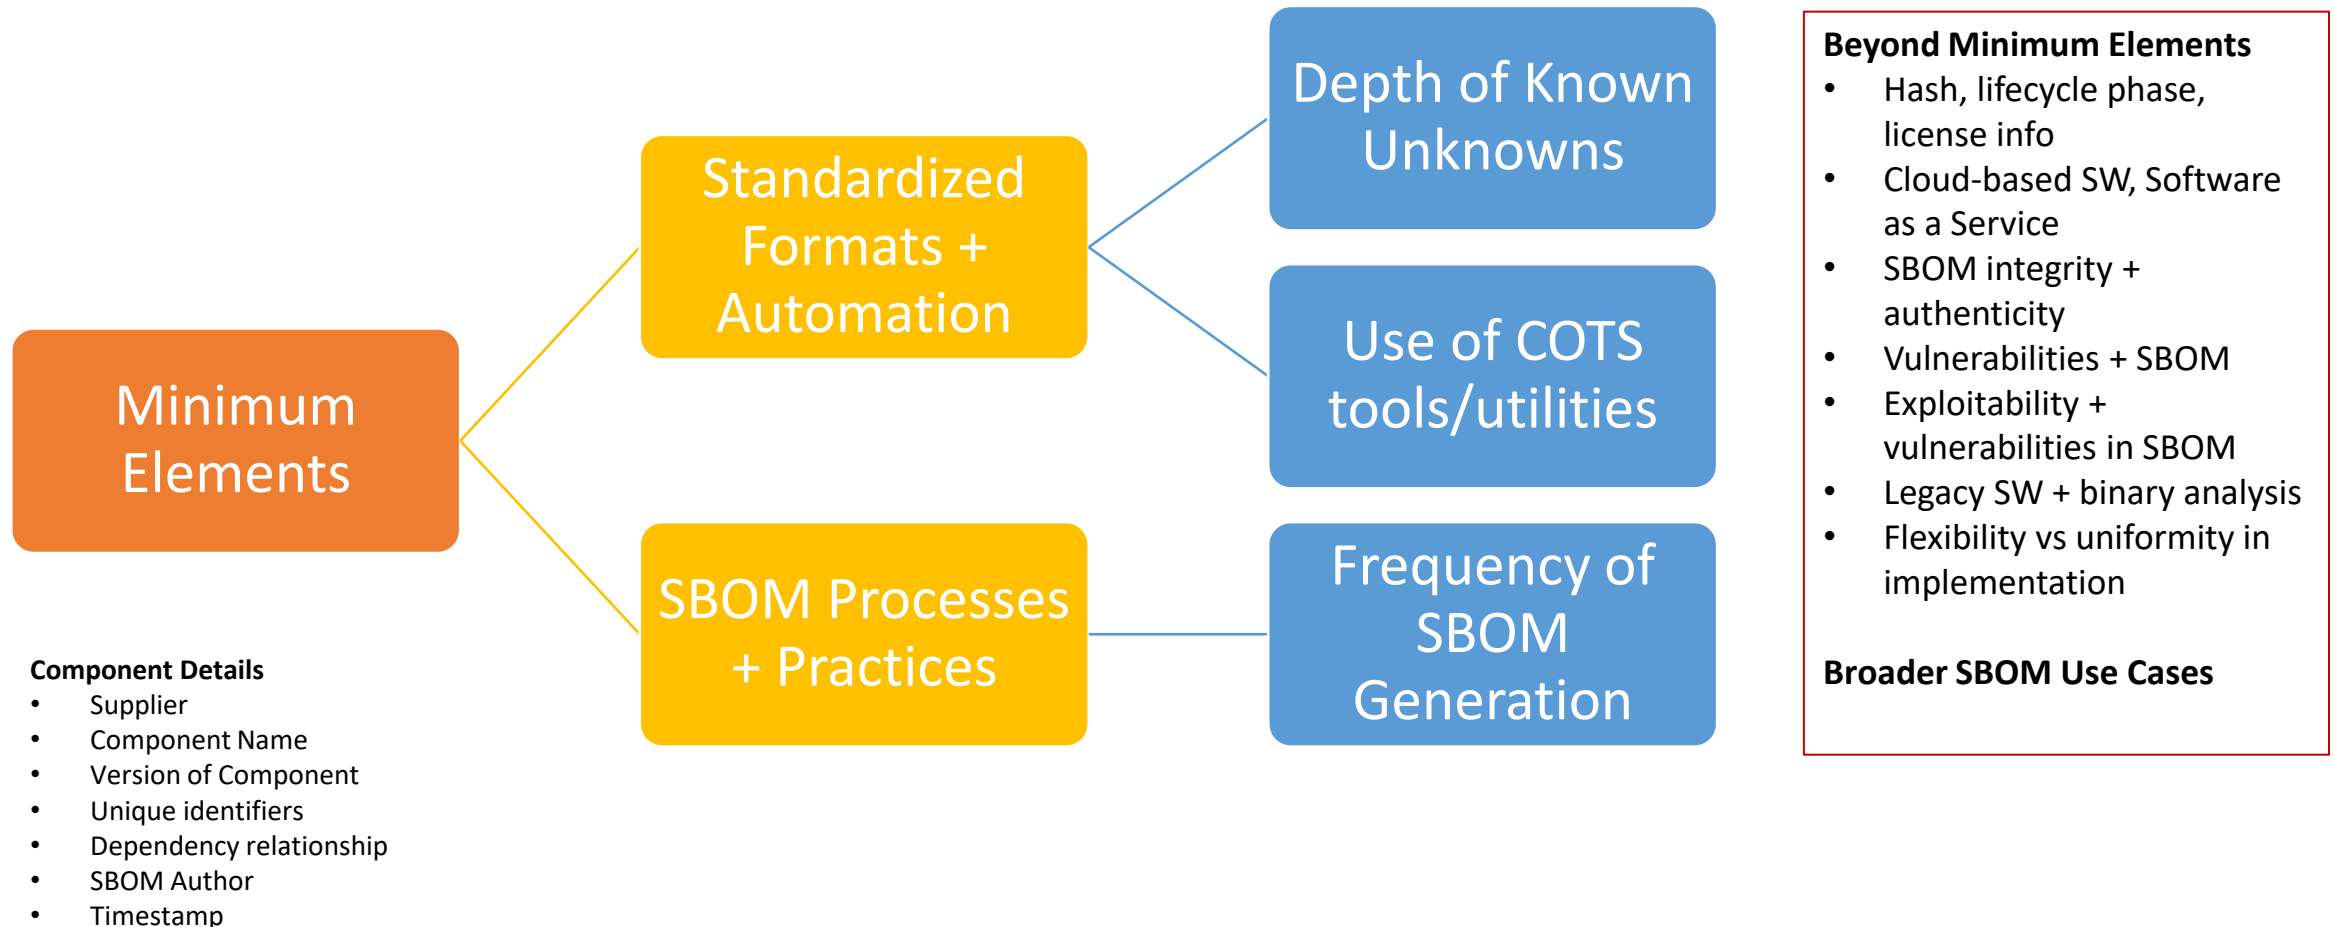 Minimum
Elements
Standardized
Formats +
Automation
SBOM Processes
+ Practices
Depth of Known
Unknowns
Use of COTS
tools/utilities
Frequency of
SBOM
Generation
Component Details
• Supplier
• Component Name
• Version of Component
• Unique identifiers
• Dependency relationship
• SBOM Author
• Timestamp
Beyond Minimum Elements
• Hash, lifecycle phase,
license info
• Cloud-based SW, Software
as a Service
• SBOM integrity +
authenticity
• Vulnerabilities + SBOM
• Exploitability +
vulnerabilities in SBOM
• Legacy SW + binary analysis
• Flexibility vs uniformity in
implementation
Broader SBOM Use Cases